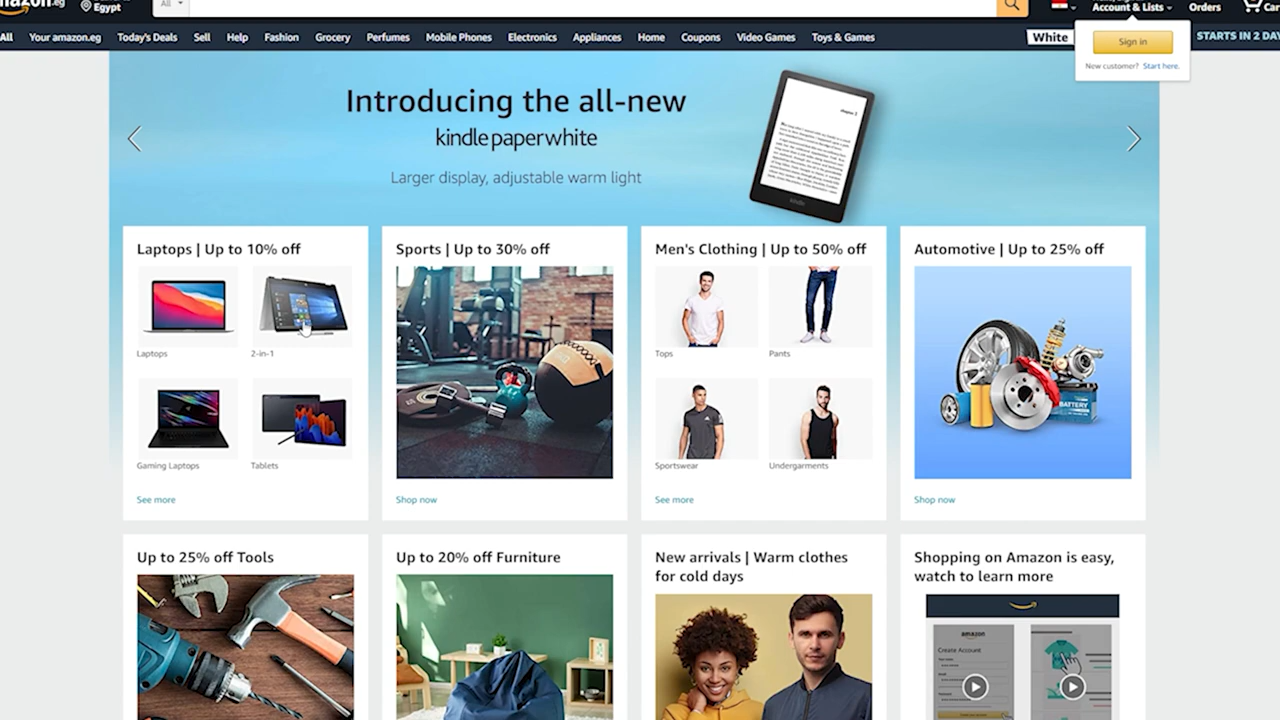 Egypt
All
Account & Lists
Orders
All Your amazon.eg Today's Deals Sell Help Fashion Grocery Perfumes Mobile Phones Electronics Appliances Home Coupons Video Games Toys & Games
White
STARTS IN 2 DAY
Sign in
New customer? Start here.
Introducing the all-new
kindle paperwhite
Larger display, adjustable warm light
kindle
Laptops | Up to 10% off
Laptops
2-in-1
Gaming Laptops
Tablets
See more
Sports | Up to 30% off
Shop now
Men's Clothing | Up to 50% off
Tops
Pants
Sportswear
Undergarments
See more
Automotive | Up to 25% off
BATTERY
Shop now
Up to 25% off Tools
Up to 20% off Furniture
New arrivals | Warm clothes
for cold days
Shopping on Amazon is easy,
watch to learn more
amazon
Create Account